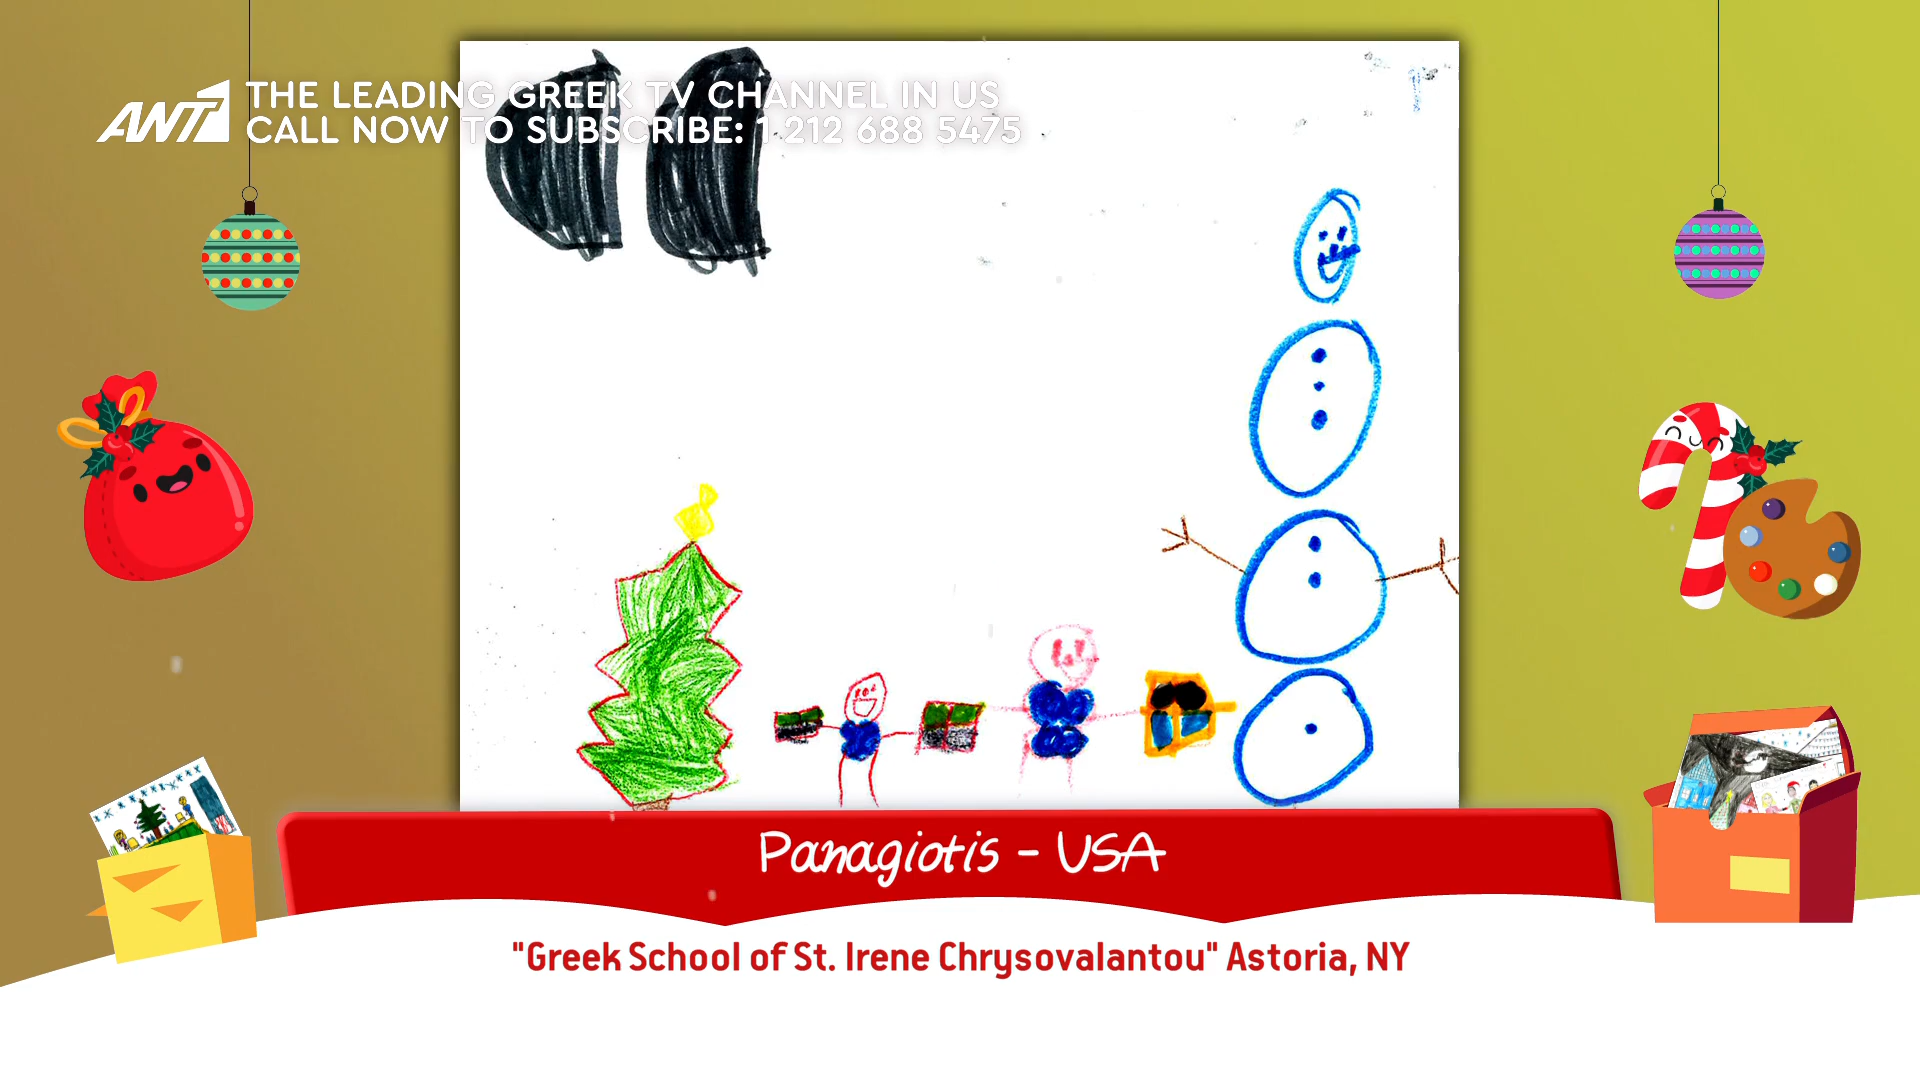 ANT1 THE LEADING GREEK TV CHANNEL IN US
CALL NOW TO SUBSCRIBE: 1 212 688 5475
Panagiotis - USA
"Greek School of St. Irene Chrysovalantou" Astoria, NY